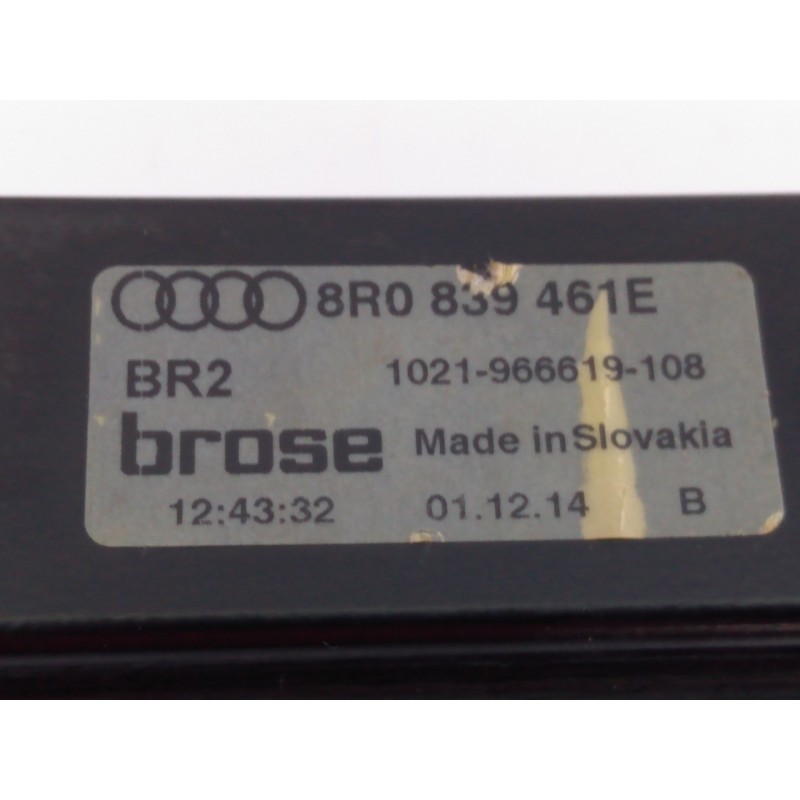 8R0 839 461E
BR2 1021-966619-108
brose Made in Slovakia
12:43:32 01.12.14 B